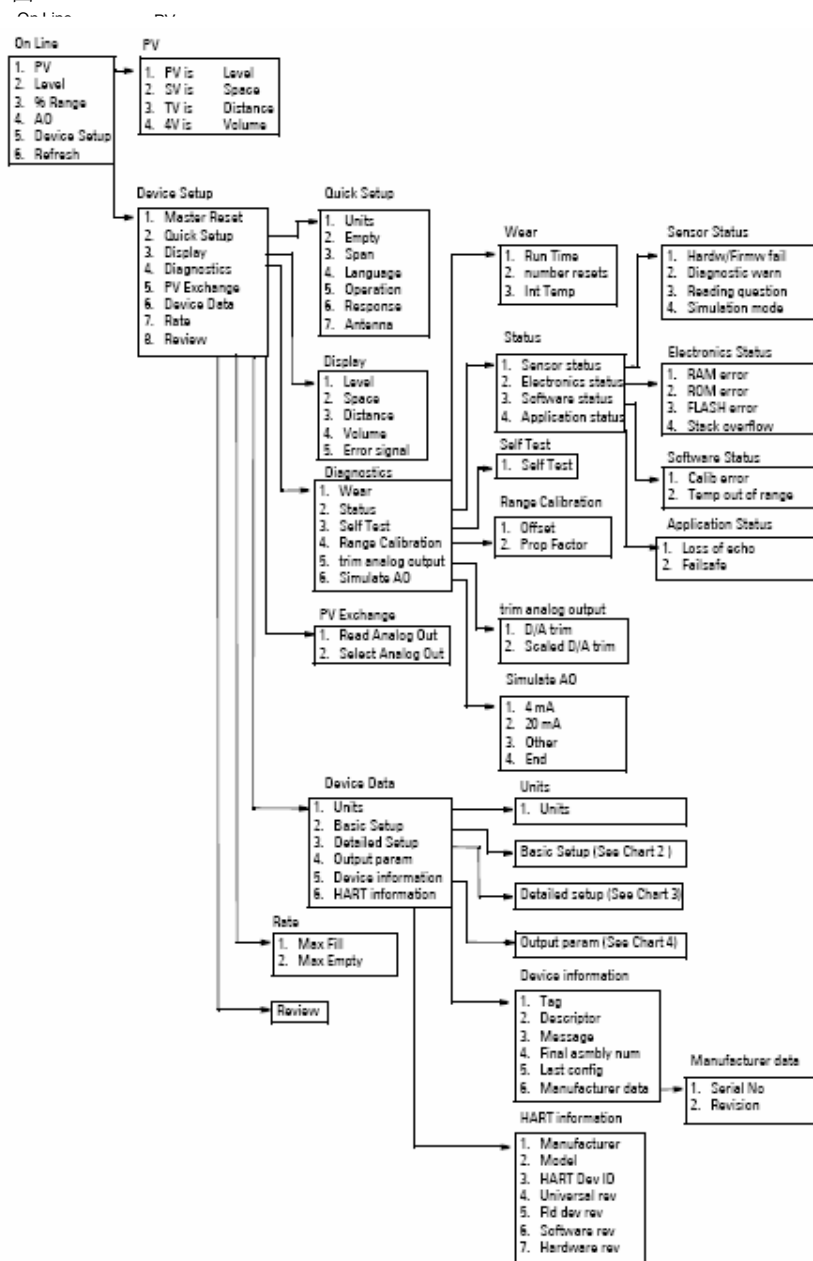 On Line PV
On Line
1. PV
2. Level
3. % Range
4. AO
5. Device Setup
6. Refresh
PV
1. PV is Level
2. SV is Space
3. TV is Distance
4. 4V is Volume
Device Setup
1. Master Reset
2. Quick Setup
3. Display
4. Diagnostics
5. PV Exchange
6. Device Data
7. Rate
8. Review
Quick Setup
1. Units
2. Empty
3. Span
4. Language
5. Operation
6. Response
7. Antenna
Display
1. Level
2. Space
3. Distance
4. Volume
5. Error signal
Diagnostics
1. Wear
2. Status
3. Self Test
4. Range Calibration
5. trim analog output
6. Simulate AO
PV Exchange
1. Read Analog Out
2. Select Analog Out
Wear
1. Run Time
2. number resets
3. Int Temp
Status
1. Sensor status
2. Electronics status
3. Software status
4. Application status
Self Test
1. Self Test
Range Calibration
1. Offset
2. Prop Factor
trim analog output
1. D/A trim
2. Scaled D/A trim
Simulate AO
1. 4 mA
2. 20 mA
3. Other
4. End
Sensor Status
1. Hardw/Firmw fail
2. Diagnostic warn
3. Reading question
4. Simulation mode
Electronics Status
1. RAM error
2. ROM error
3. FLASH error
4. Stack overflow
Software Status
1. Calib error
2. Temp out of range
Application Status
1. Loss of echo
2. Failsafe
Device Data
1. Units
2. Basic Setup
3. Detailed Setup
4. Output param
5. Device information
6. HART information
Units
1. Units
Basic Setup (See Chart 2 )
Detailed setup (See Chart 3)
Output param (See Chart 4)
Rate
1. Max Fill
2. Max Empty
Review
Device information
1. Tag
2. Descriptor
3. Message
4. Final asmbly num
5. Last config
6. Manufacturer data
Manufacturer data
1. Serial No
2. Revision
HART information
1. Manufacturer
2. Model
3. HART Dev ID
4. Universal rev
5. Fld dev rev
6. Software rev
7. Hardware rev